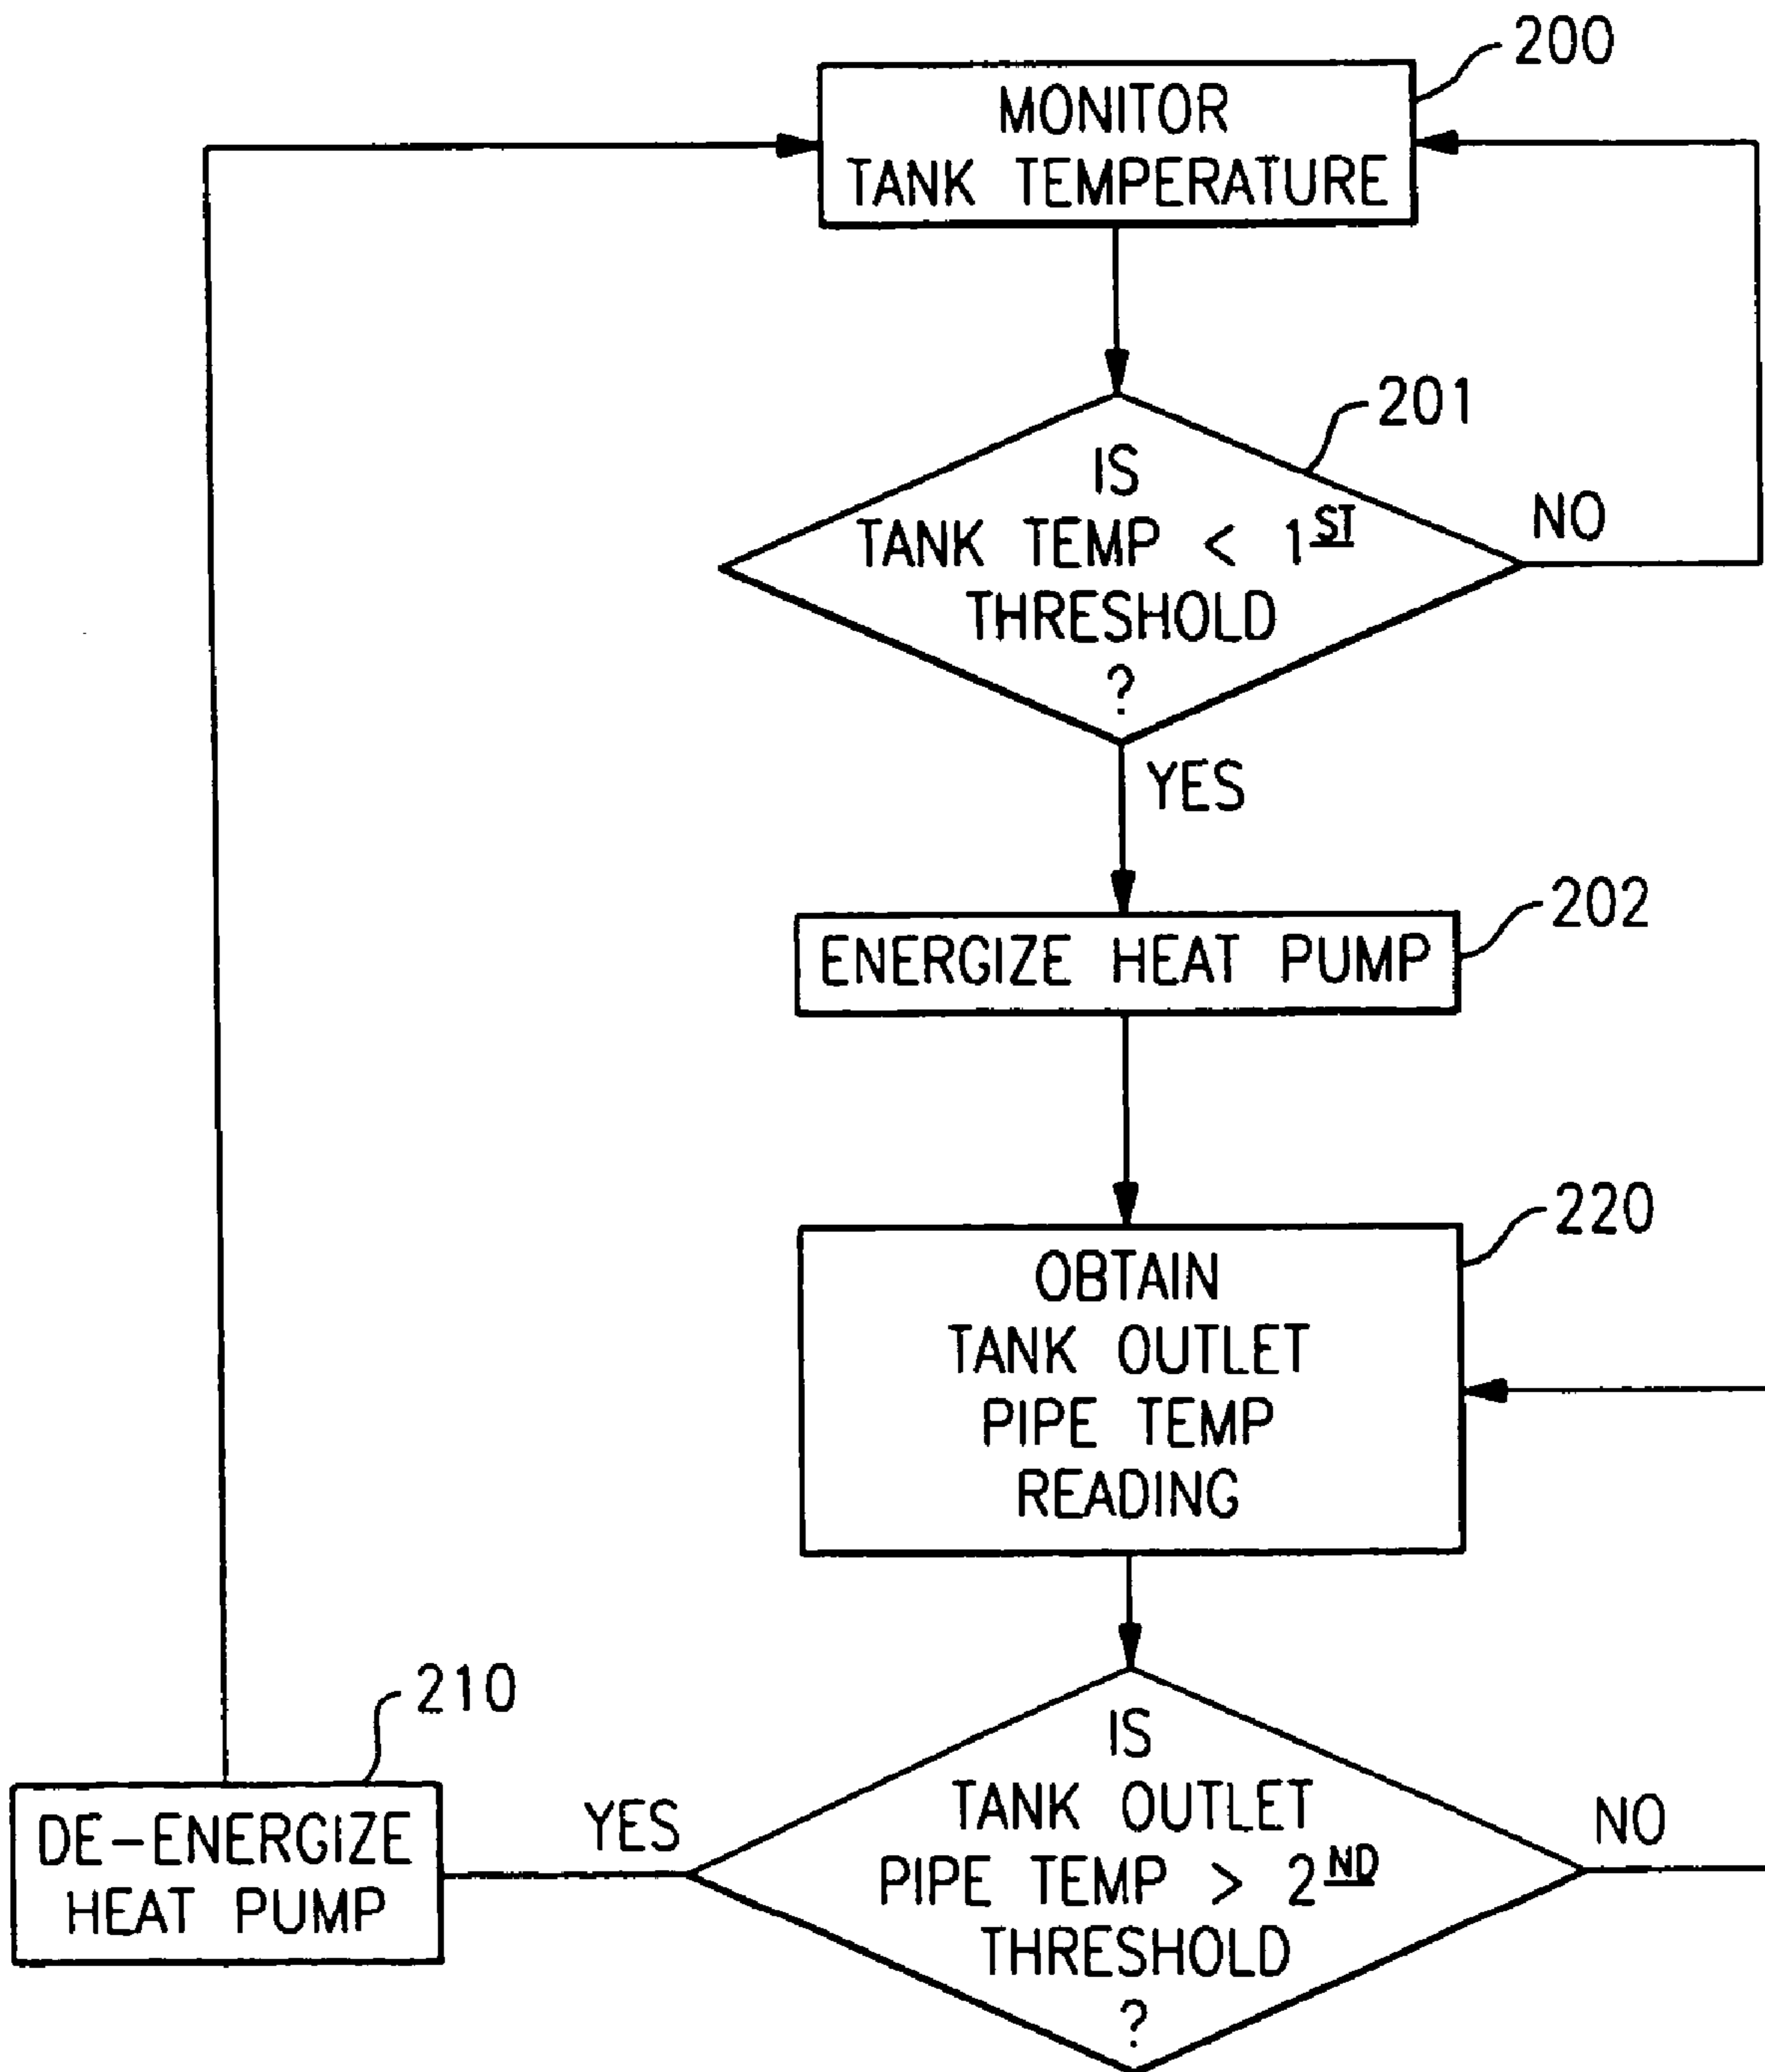 200
MONITOR
TANK TEMPERATURE
201
IS
TANK TEMP < 1ST
THRESHOLD
?
NO
YES
202
ENERGIZE HEAT PUMP
220
OBTAIN
TANK OUTLET
PIPE TEMP
READING
210
DE-ENERGIZE
HEAT PUMP
YES
IS
TANK OUTLET
PIPE TEMP > 2ND
THRESHOLD
?
NO